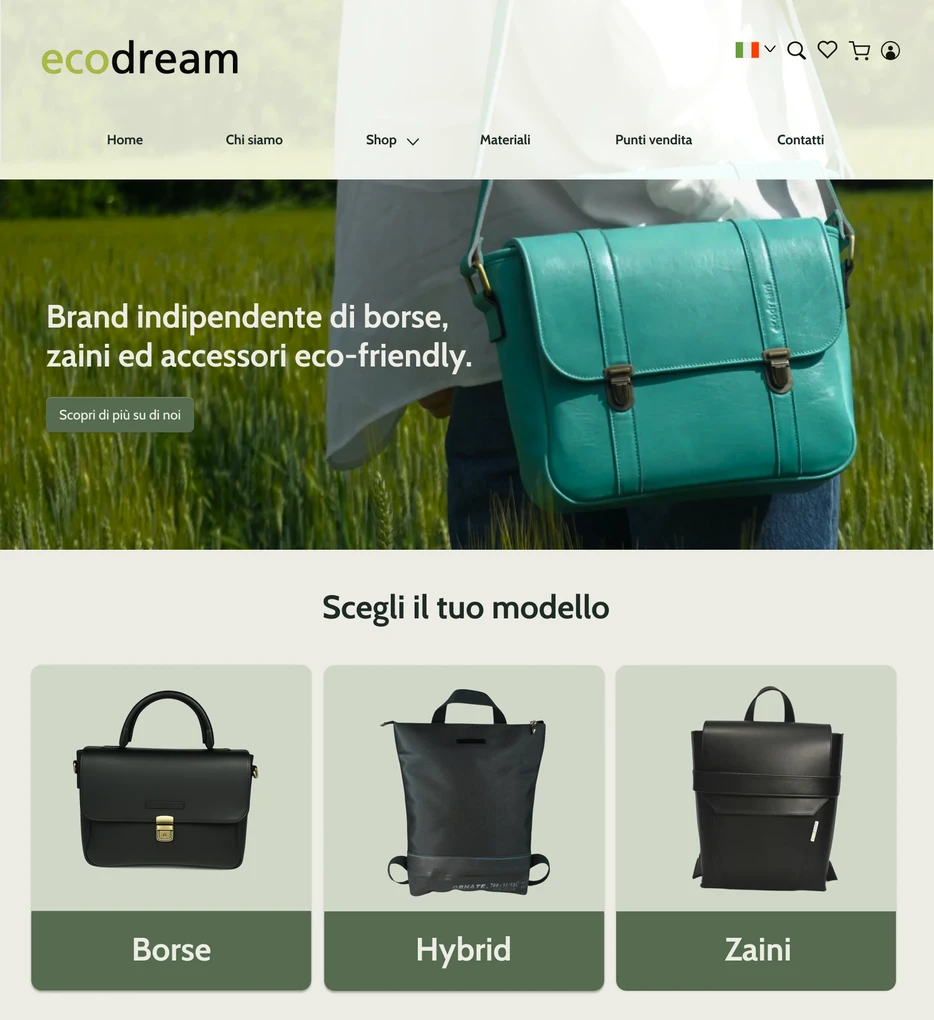 ecodream
Home Chi siamo Shop Materiali Punti vendita Contatti
ecodream
Brand indipendente di borse,
zaini ed accessori eco-friendly.
Scopri di più su di noi
Scegli il tuo modello
Borse Hybrid Zaini